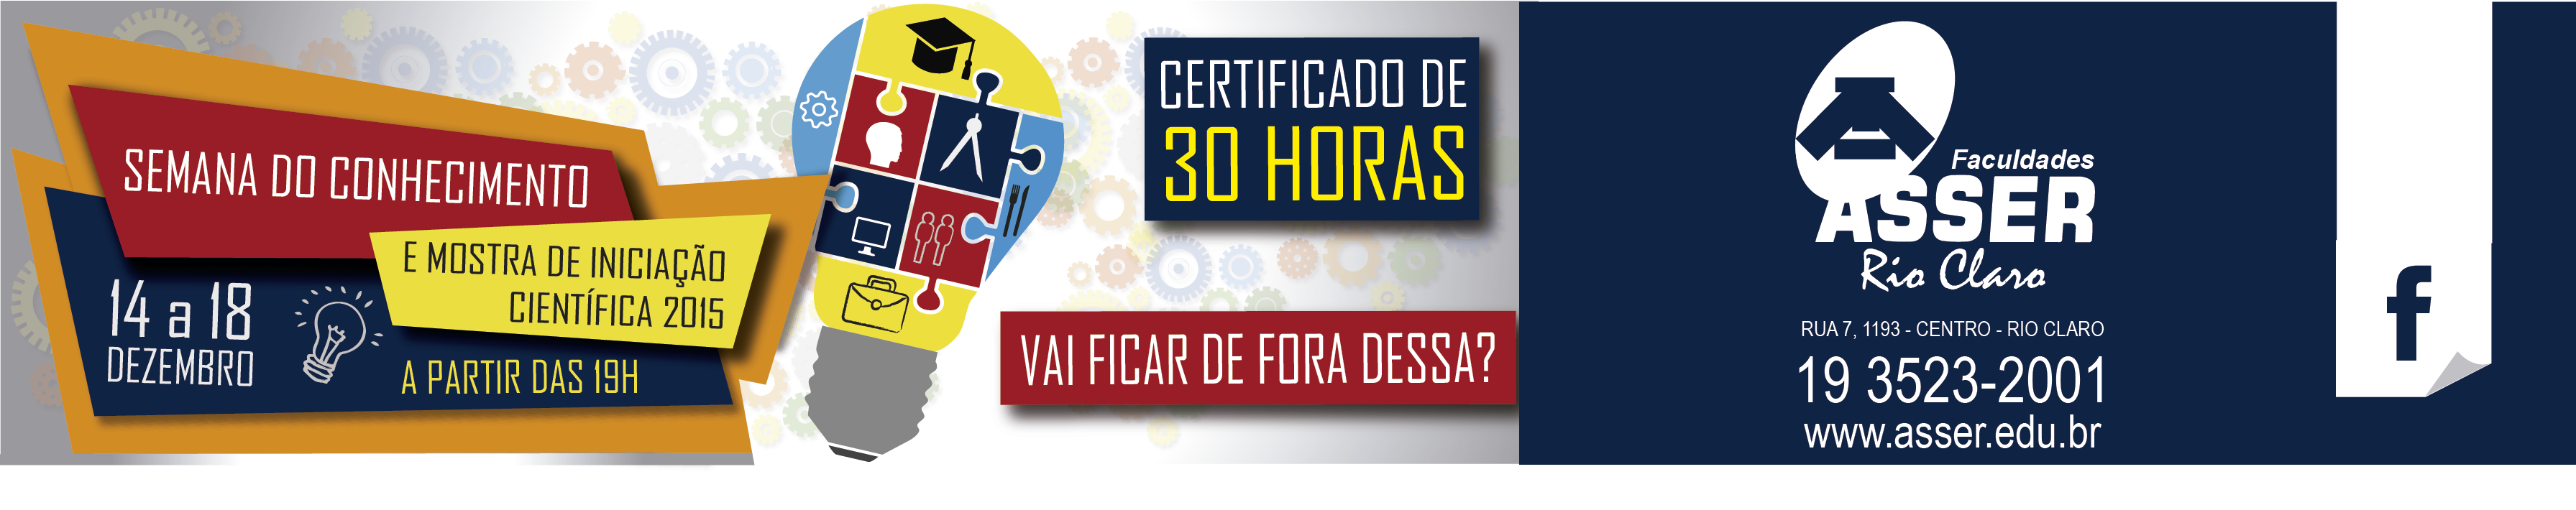 SEMANA DO CONHECIMENTO
E MOSTRA DE INICIAÇÃO
CIENTÍFICA 2015
14 a 18
DEZEMBRO
A PARTIR DAS 19H
CERTIFICADO DE
30 HORAS
VAI FICAR DE FORA DESSA?
Faculdades
ASSER
Rio Claro
RUA 7, 1193 - CENTRO - RIO CLARO
19 3523-2001
www.asser.edu.br
f